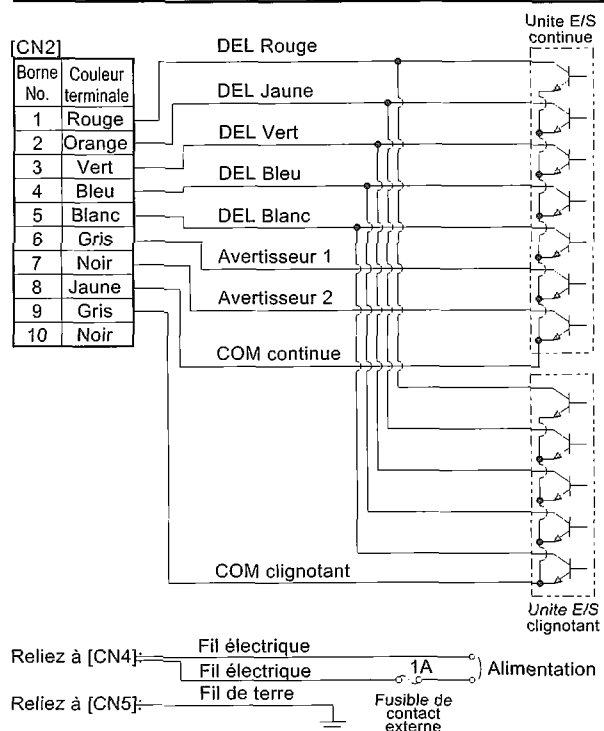 Unite E/S
continue
[CN2]
Borne No. Couleur terminale
1 Rouge
2 Orange
3 Vert
4 Bleu
5 Blanc
6 Gris
7 Noir
8 Jaune
9 Gris
10 Noir
DEL Rouge
DEL Jaune
DEL Vert
DEL Bleu
DEL Blanc
Avertisseur 1
Avertisseur 2
COM continue
COM clignotant
Unite E/S
clignotant
Reliez à [CN4]:
Fil électrique
Fil électrique
1A
Alimentation
Reliez à [CN5]:
Fil de terre
Fusible de
contact
externe